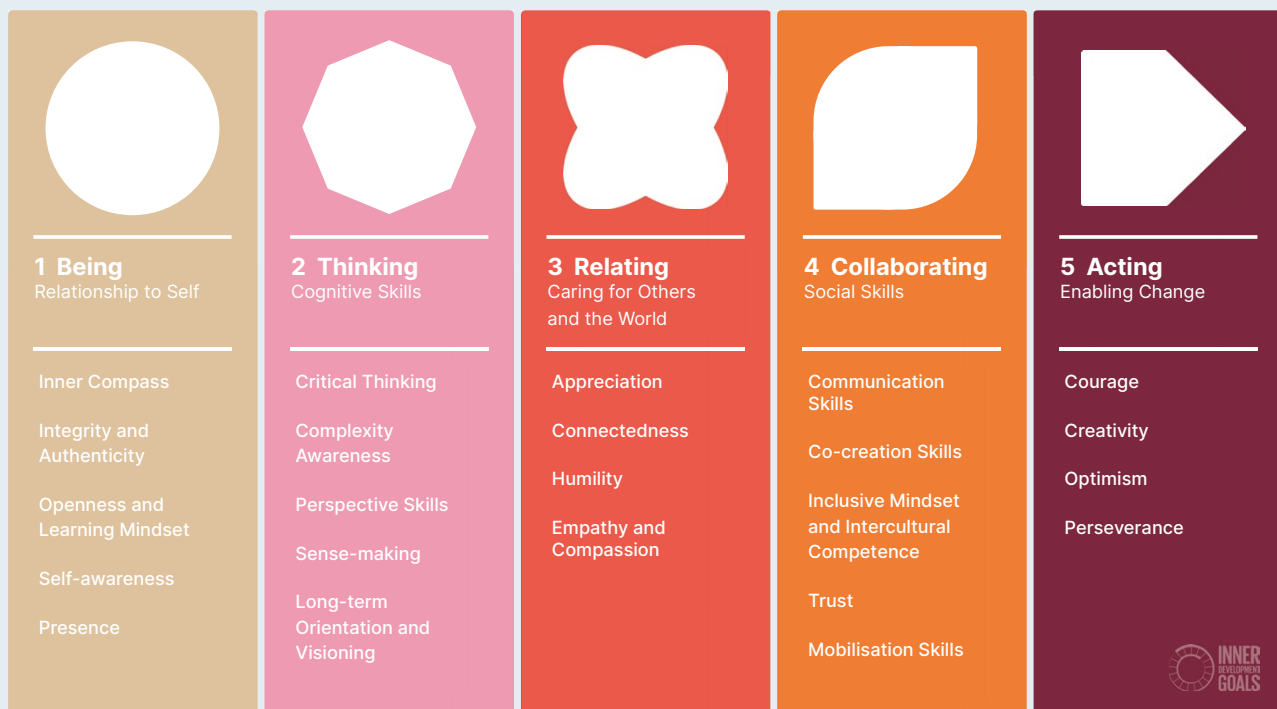 1 Being
Relationship to Self
Inner Compass
Integrity and
Authenticity
Openness and
Learning Mindset
Self-awareness
Presence
2 Thinking
Cognitive Skills
Critical Thinking
Complexity
Awareness
Perspective Skills
Sense-making
Long-term
Orientation and
Visioning
3 Relating
Caring for Others
and the World
Appreciation
Connectedness
Humility
Empathy and
Compassion
4 Collaborating
Social Skills
Communication
Skills
Co-creation Skills
Inclusive Mindset
and Intercultural
Competence
Trust
Mobilisation Skills
5 Acting
Enabling Change
Courage
Creativity
Optimism
Perseverance
INNER
DEVELOPMENT
GOALS